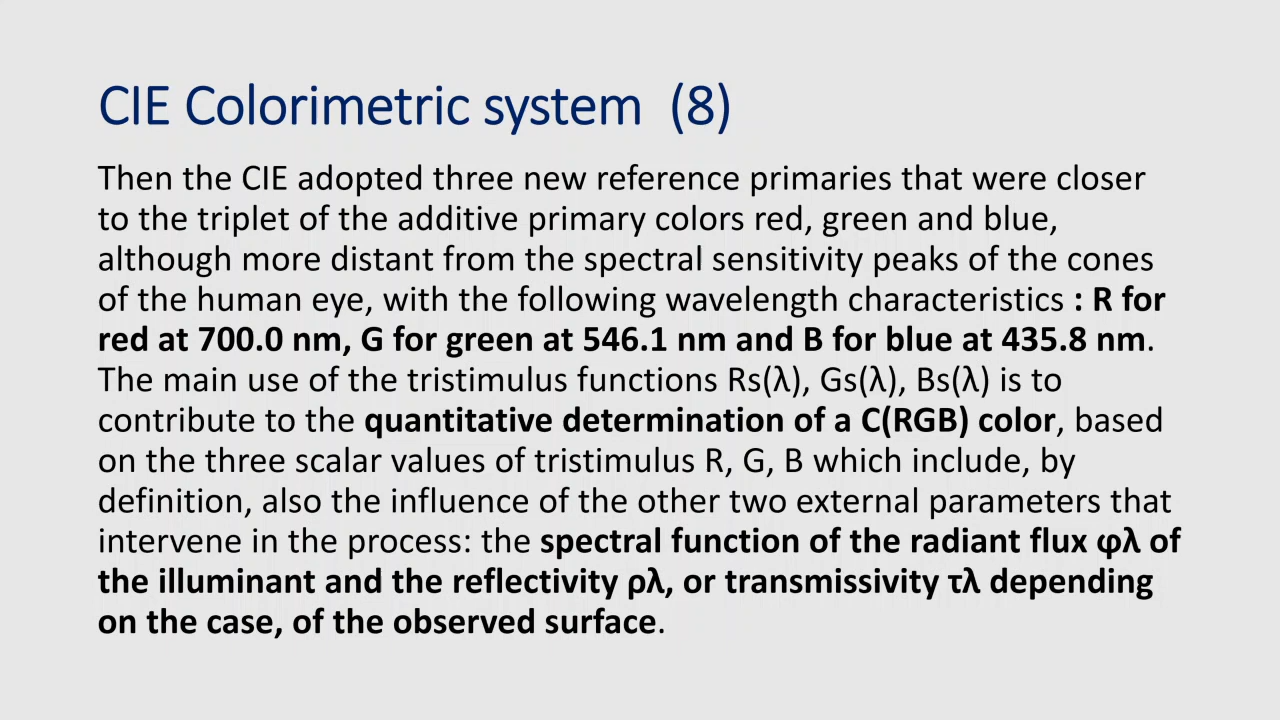 CIE Colorimetric system (8)
Then the CIE adopted three new reference primaries that were closer
to the triplet of the additive primary colors red, green and blue,
although more distant from the spectral sensitivity peaks of the cones
of the human eye, with the following wavelength characteristics : R for
red at 700.0 nm, G for green at 546.1 nm and B for blue at 435.8 nm.
The main use of the tristimulus functions Rs(λ), Gs(λ), Bs(λ) is to
contribute to the quantitative determination of a C(RGB) color, based
on the three scalar values of tristimulus R, G, B which include, by
definition, also the influence of the other two external parameters that
intervene in the process: the spectral function of the radiant flux φλ of
the illuminant and the reflectivity ρλ, or transmissivity τλ depending
on the case, of the observed surface.